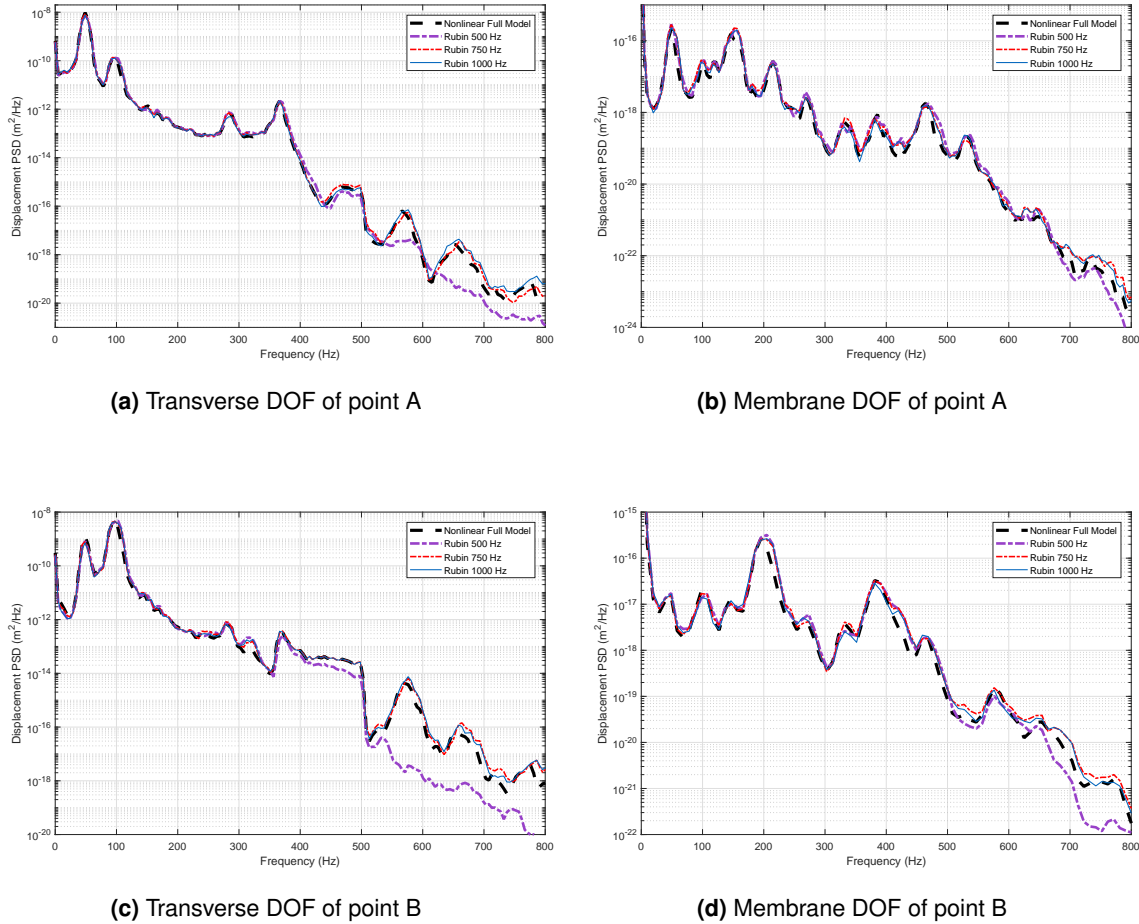 10^-8
10^-10
10^-12
10^-14
10^-16
10^-18
10^-20
Displacement PSD (m²/Hz)
0 100 200 300 400 500 600 700 800
Frequency (Hz)
Nonlinear Full Model
Rubin 500 Hz
Rubin 750 Hz
Rubin 1000 Hz
(a) Transverse DOF of point A
10^-16
10^-18
10^-20
10^-22
10^-24
Displacement PSD (m²/Hz)
0 100 200 300 400 500 600 700 800
Frequency (Hz)
Nonlinear Full Model
Rubin 500 Hz
Rubin 750 Hz
Rubin 1000 Hz
(b) Membrane DOF of point A
10^-8
10^-10
10^-12
10^-14
10^-16
10^-18
10^-20
Displacement PSD (m²/Hz)
0 100 200 300 400 500 600 700 800
Frequency (Hz)
Nonlinear Full Model
Rubin 500 Hz
Rubin 750 Hz
Rubin 1000 Hz
(c) Transverse DOF of point B
10^-15
10^-16
10^-17
10^-18
10^-19
10^-20
10^-21
10^-22
Displacement PSD (m²/Hz)
0 100 200 300 400 500 600 700 800
Frequency (Hz)
Nonlinear Full Model
Rubin 500 Hz
Rubin 750 Hz
Rubin 1000 Hz
(d) Membrane DOF of point B